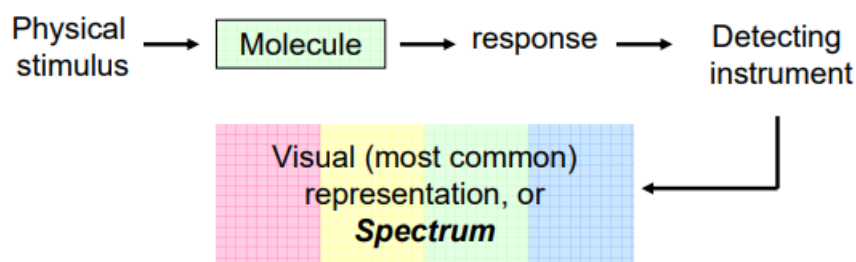 Physical
stimulus
Molecule
response
Detecting
instrument
Visual (most common)
representation, or
Spectrum